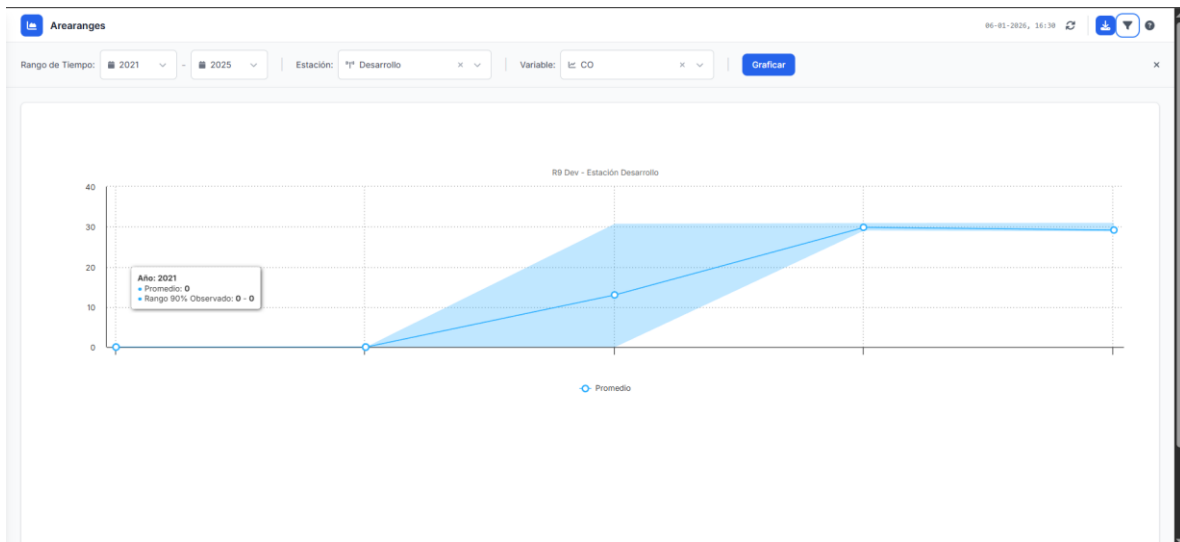 Arearanges
06-01-2026, 16:30
Rango de Tiempo: 2021 - 2025 Estación: Desarrollo Variable: CO Graficar
R9 Dev - Estación Desarrollo
40
30
20
10
0
Año: 2021
• Promedio: 0
• Rango 90% Observado: 0 - 0
Promedio